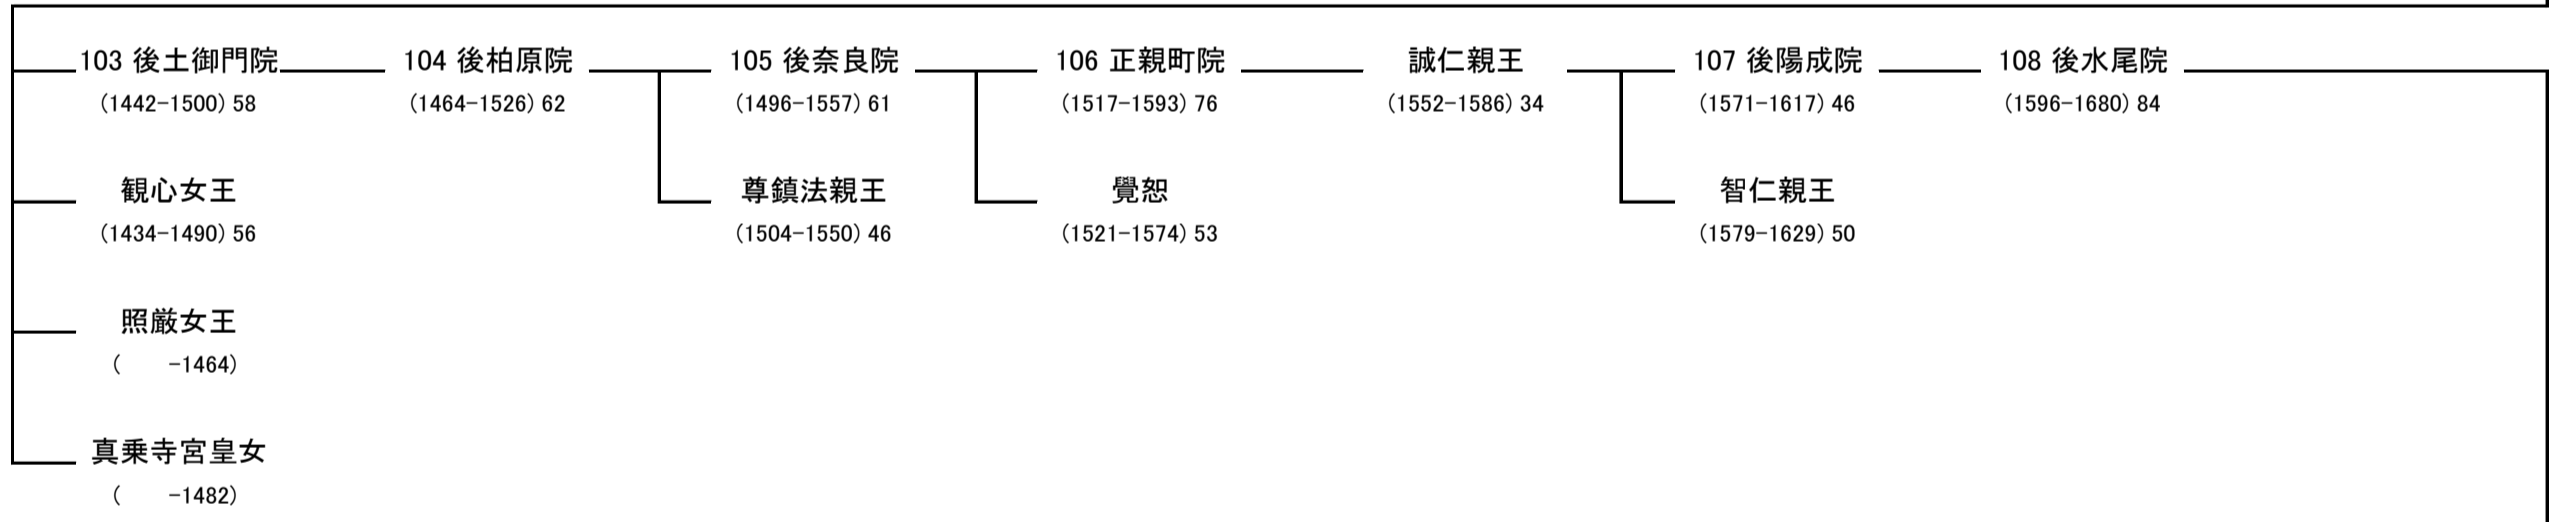 103 後土御門院
(1442-1500) 58
104 後柏原院
(1464-1526) 62
105 後奈良院
(1496-1557) 61
106 正親町院
(1517-1593) 76
誠仁親王
(1552-1586) 34
107 後陽成院
(1571-1617) 46
108 後水尾院
(1596-1680) 84
観心女王
(1434-1490) 56
尊鎮法親王
(1504-1550) 46
覺恕
(1521-1574) 53
智仁親王
(1579-1629) 50
照厳女王
(　　-1464)
真乗寺宮皇女
(　　-1482)